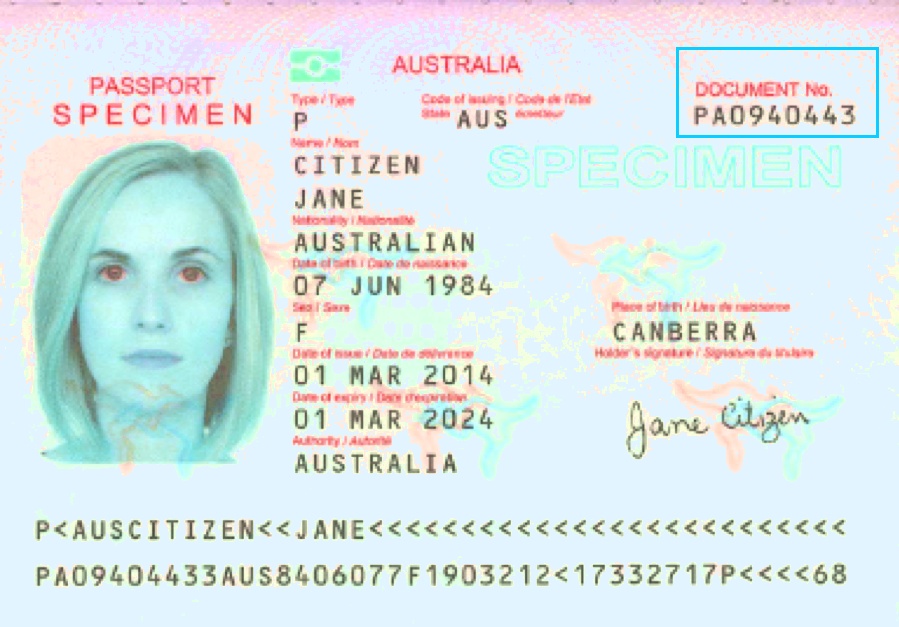 AUSTRALIA
PASSPORT
SPECIMEN
DOCUMENT No.
PA0940443
Type / Type
P
Code of issuing / Code de l'État
State AUS émetteur
Name / Nom
CITIZEN
JANE
SPECIMEN
Nationality / Nationalité
AUSTRALIAN
Date of birth / Date de naissance
07 JUN 1984
Sex / Sexe
F
Place of birth / Lieu de naissance
CANBERRA
Date of issue / Date de délivrance
01 MAR 2014
Holder's signature / Signature du titulaire
Date of expiry / Date d'expiration
01 MAR 2024
Jane Citizen
Authority / Autorité
AUSTRALIA
P<AUSCITIZEN<<JANE<<<<<<<<<<<<<<<<<<<<<<<<<<
PA09404433AUS8406077F1903212<17332717P<<<<68